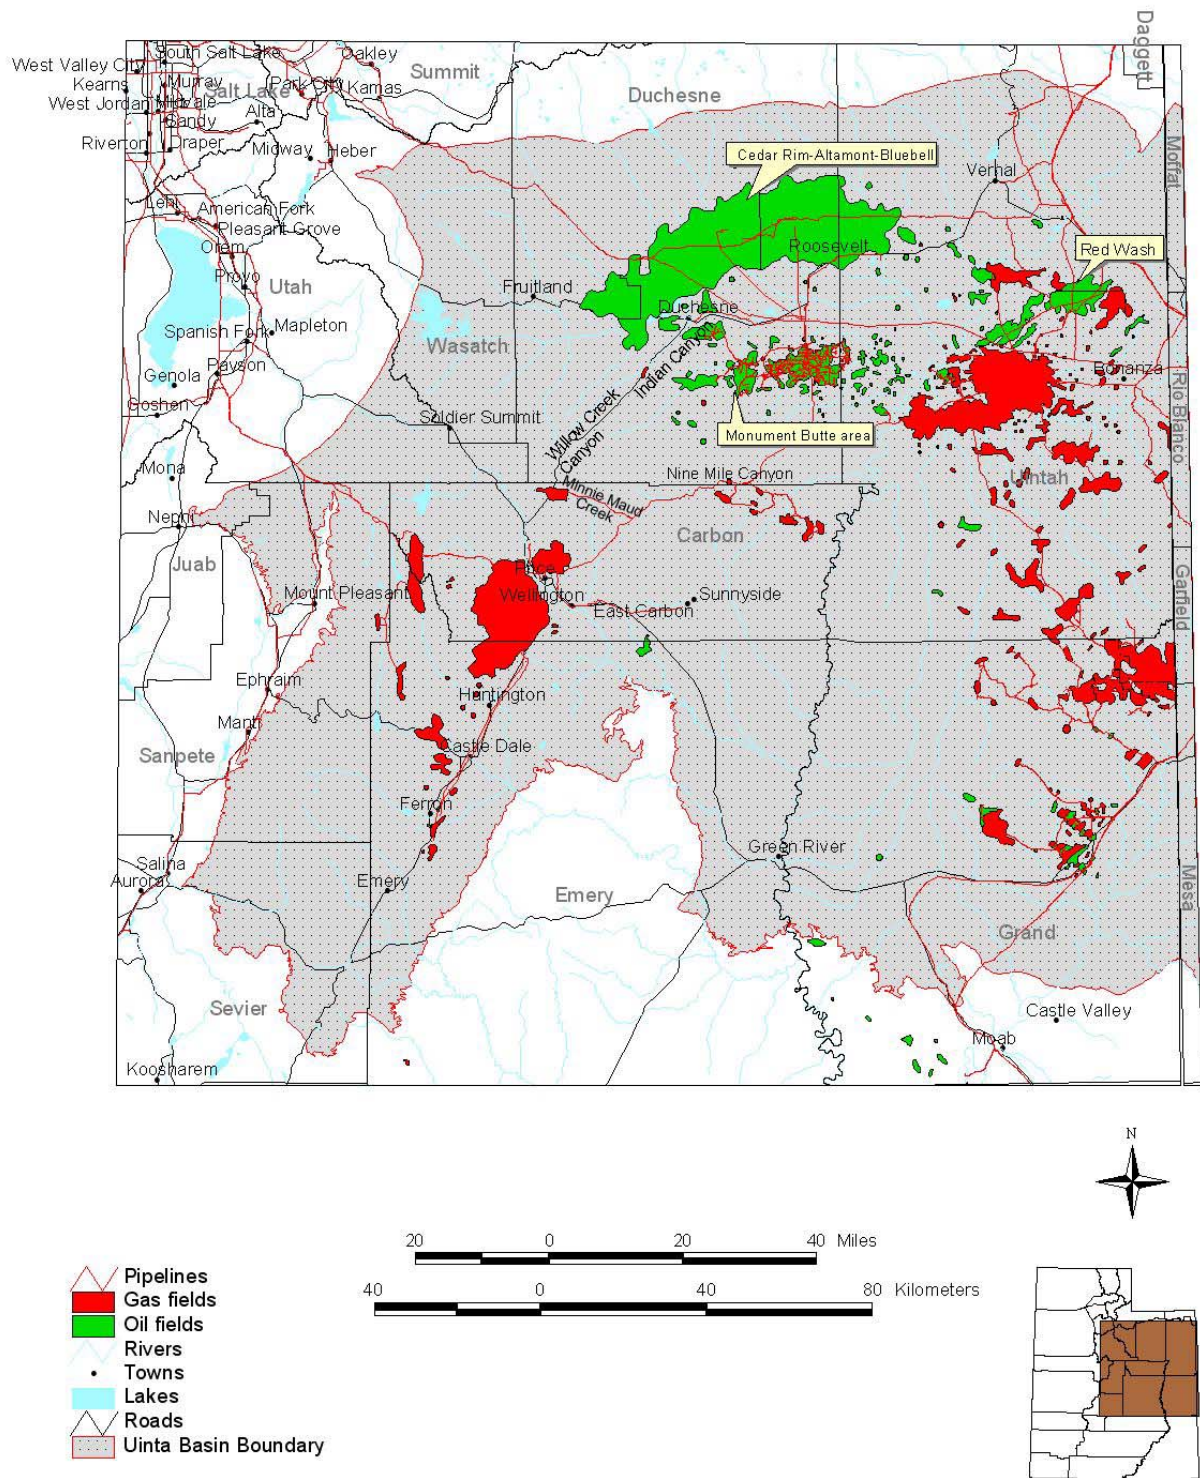 Daggett
South Salt Lake
Oakley
West Valley City
Summit
Kearns
Murray
Park City
Kamas
Salt Lake
Duchesne
West Jordan
Midvale
Sandy
Alta
Riverton
Draper
Midway
Heber
Cedar Rim-Altamont-Bluebell
Moffat
Vernal
Lehi
American Fork
Pleasant Grove
Orem
Roosevelt
Red Wash
Provo
Utah
Fruitland
Duchesne
Spanish Fork
Mapleton
Wasatch
Indian Canyon
Payson
Genola
Bonanza
Rio Blanco
Goshen
Soldier Summit
Willow Creek
Canyon
Monument Butte area
Mona
Nine Mile Canyon
Uintah
Minnie Maud
Creek
Nephi
Carbon
Juab
Price
Garfield
Mount Pleasant
Wellington
Sunnyside
East Carbon
Ephraim
Huntington
Manti
Castle Dale
Sanpete
Ferron
Green River
Salina
Aurora
Emery
Emery
Mesa
Grand
Sevier
Castle Valley
Moab
Koosharem
N
20 0 20 40 Miles
40 0 40 80 Kilometers
Pipelines
Gas fields
Oil fields
Rivers
Towns
Lakes
Roads
Uinta Basin Boundary